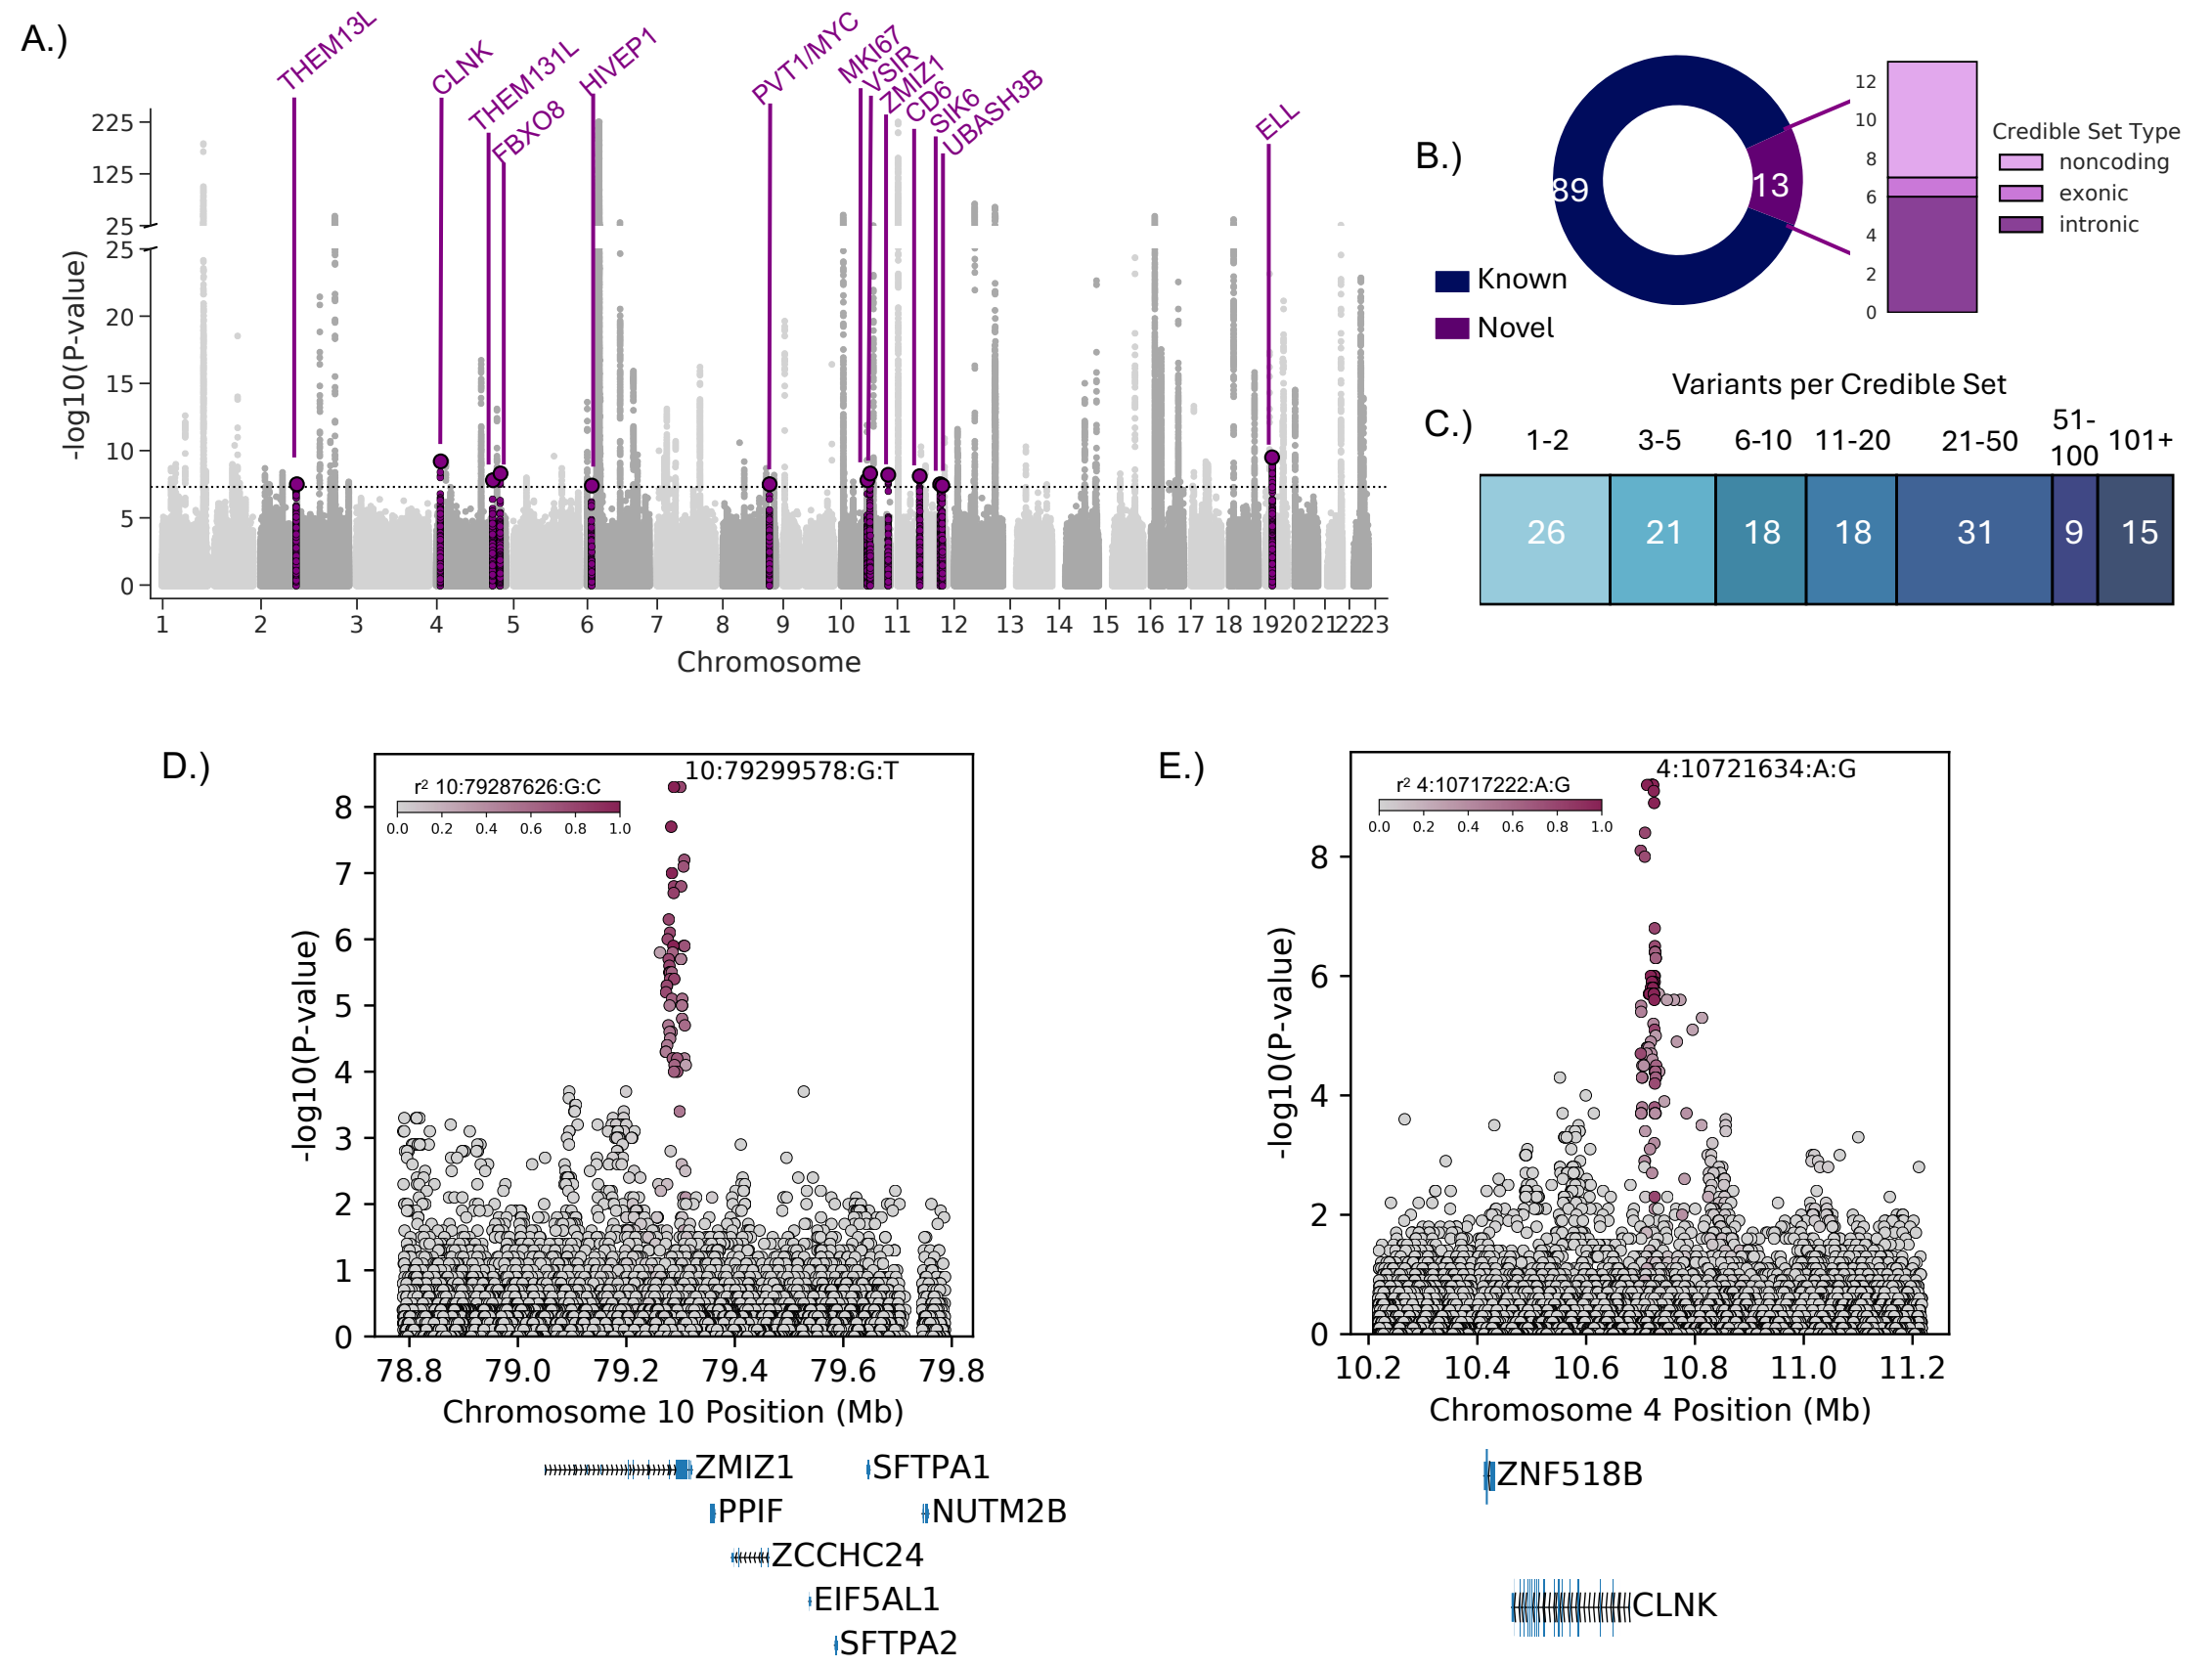 A.)
THEM13L
CLNK
THEM131L
FBXO8
HIVEP1
PVT1/MYC
MKI67
VSIR
ZMIZ1
CD6
SIK6
UBASH3B
ELL
225
125
25
25
20
15
10
5
0
-log10(P-value)
1 2 3 4 5 6 7 8 9 10 11 12 13 14 15 16 17 18 19 20 21 22 23
Chromosome
B.)
89
13
Known
Novel
12
10
8
6
4
2
0
Credible Set Type
noncoding
exonic
intronic
C.)
Variants per Credible Set
1-2 3-5 6-10 11-20 21-50 51-100 101+
26 21 18 18 31 9 15
D.)
r² 10:79287626:G:C
0.0 0.2 0.4 0.6 0.8 1.0
10:79299578:G:T
8
7
6
5
4
3
2
1
0
-log10(P-value)
78.8 79.0 79.2 79.4 79.6 79.8
Chromosome 10 Position (Mb)
ZMIZ1
SFTPA1
PPIF
NUTM2B
ZCCHC24
EIF5AL1
SFTPA2
E.)
r² 4:10717222:A:G
0.0 0.2 0.4 0.6 0.8 1.0
4:10721634:A:G
8
6
4
2
0
-log10(P-value)
10.2 10.4 10.6 10.8 11.0 11.2
Chromosome 4 Position (Mb)
ZNF518B
CLNK